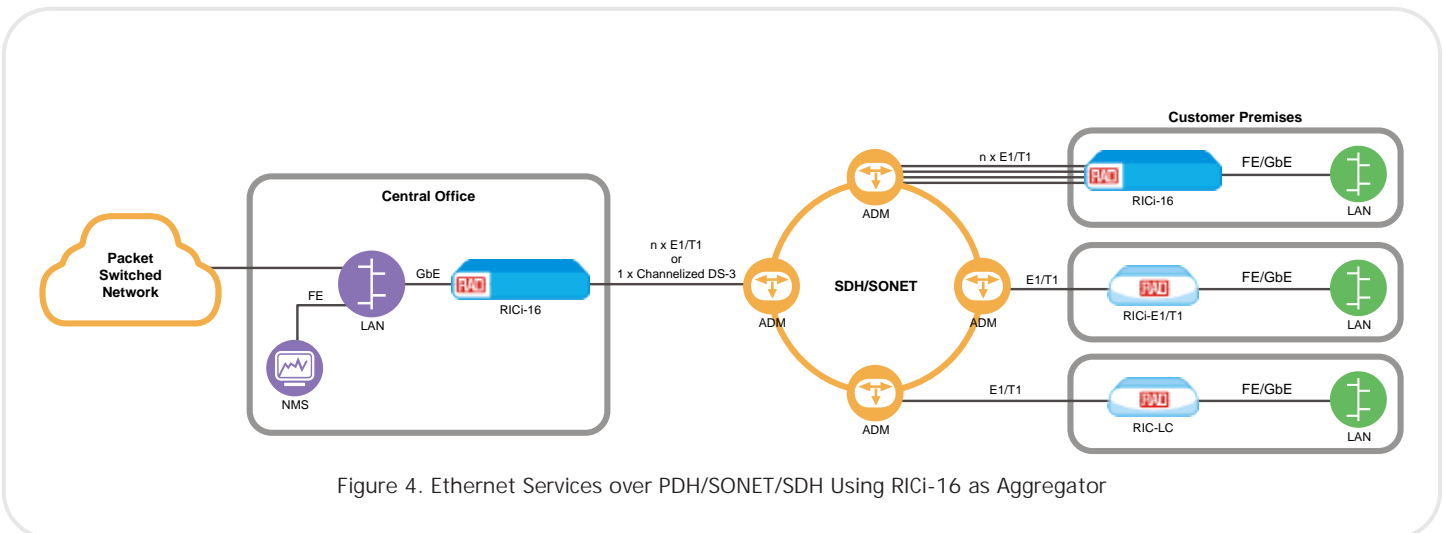 Customer Premises
n x E1/T1
FE/GbE
RAD
RICi-16
LAN
ADM
Central Office
Packet
Switched
Network
GbE
RAD
FE
LAN
RICi-16
NMS
n x E1/T1
or
1 x Channelized DS-3
ADM
SDH/SONET
ADM
E1/T1
RAD
FE/GbE
RICi-E1/T1
LAN
E1/T1
RAD
FE/GbE
RIC-LC
LAN
ADM
Figure 4. Ethernet Services over PDH/SONET/SDH Using RICi-16 as Aggregator